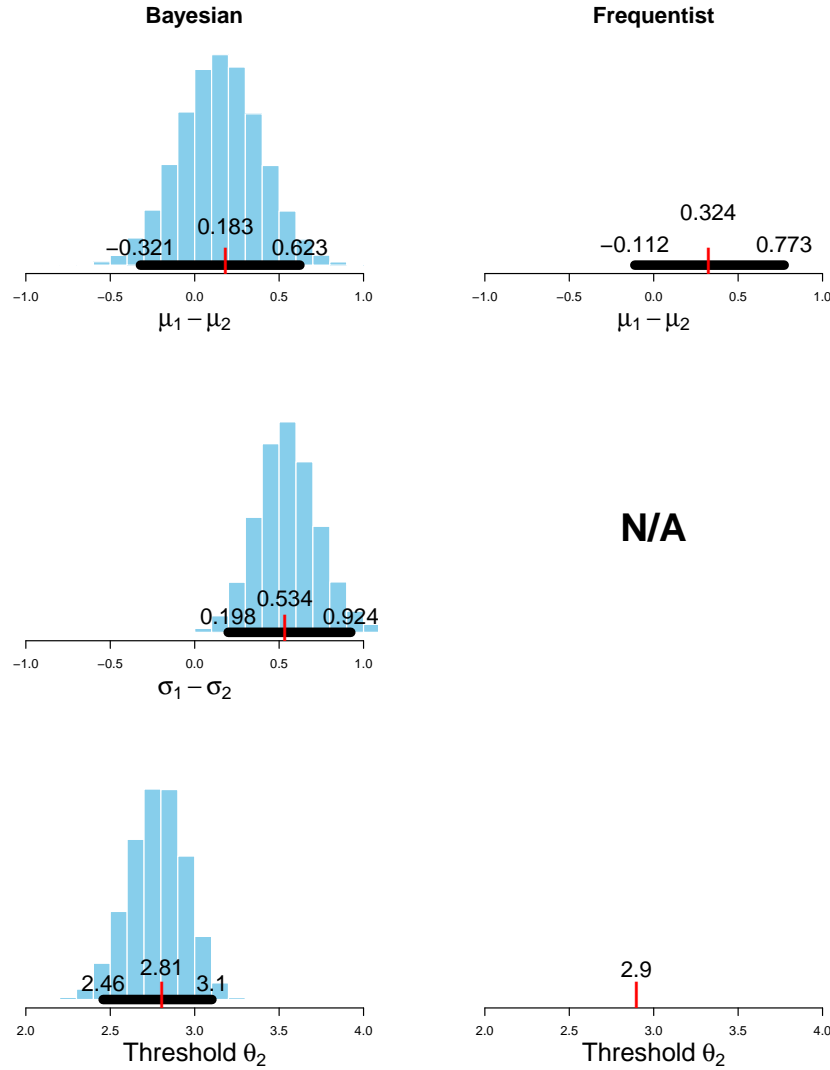 Bayesian Frequentist
0.183 0.324
−0.321 0.623 −0.112 0.773
−1.0 −0.5 0.0 0.5 1.0 −1.0 −0.5 0.0 0.5 1.0
μ₁ − μ₂ μ₁ − μ₂
N/A
0.534
0.198 0.924
−1.0 −0.5 0.0 0.5 1.0
σ₁ − σ₂
2.81 2.9
2.46 3.1
2.0 2.5 3.0 3.5 4.0 2.0 2.5 3.0 3.5 4.0
Threshold θ₂ Threshold θ₂